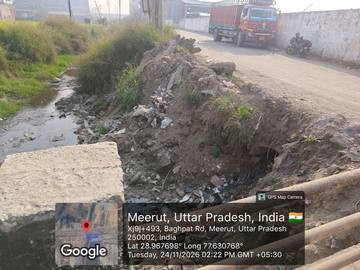 GPS Map Camera
Meerut, Uttar Pradesh, India
Xj9j+493, Baghpat Rd, Meerut, Uttar Pradesh
250002, India
Lat 28.967698° Long 77.630768°
Tuesday, 24/11/2026 02:22 PM GMT +05:30
Google